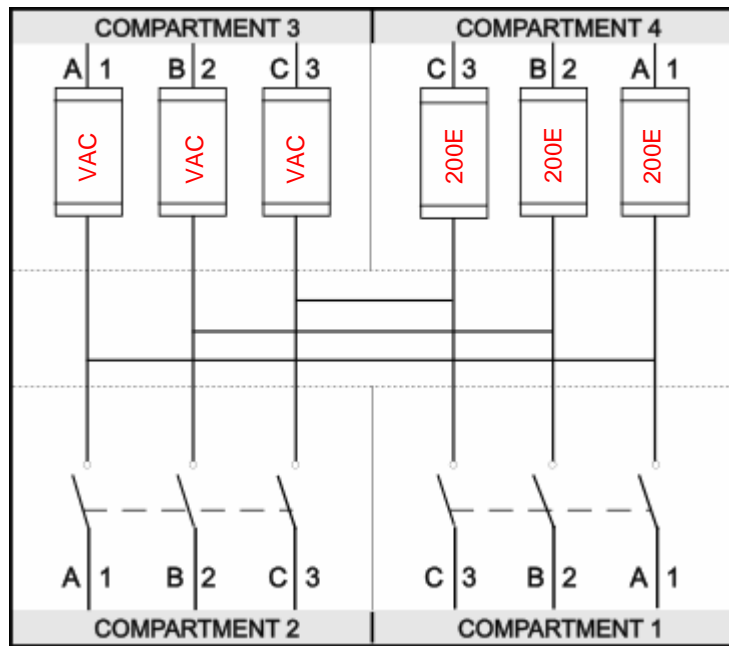 COMPARTMENT 3
COMPARTMENT 4
A 1 B 2 C 3
C 3 B 2 A 1
VAC VAC VAC
200E 200E 200E
A 1 B 2 C 3
C 3 B 2 A 1
COMPARTMENT 2
COMPARTMENT 1